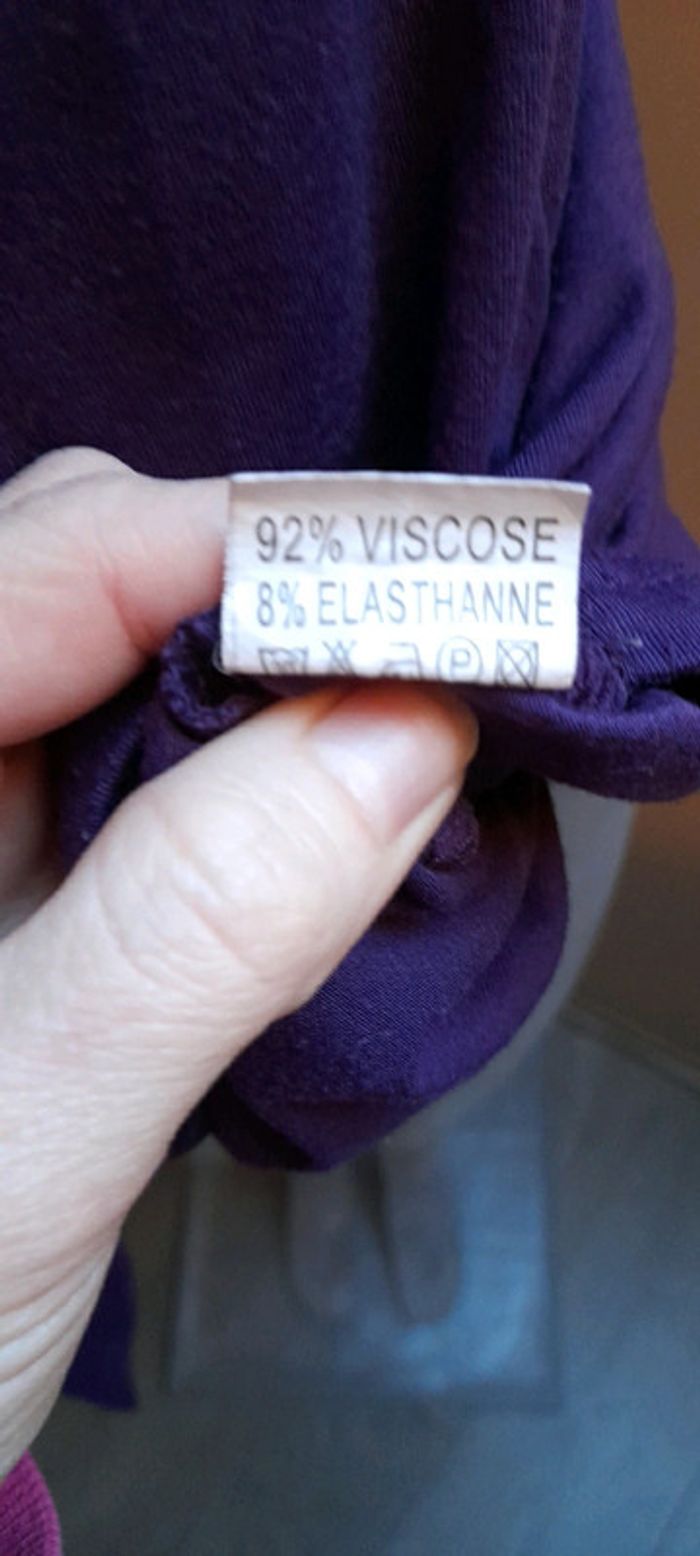 92% VISCOSE
8% ELASTHANNE
P